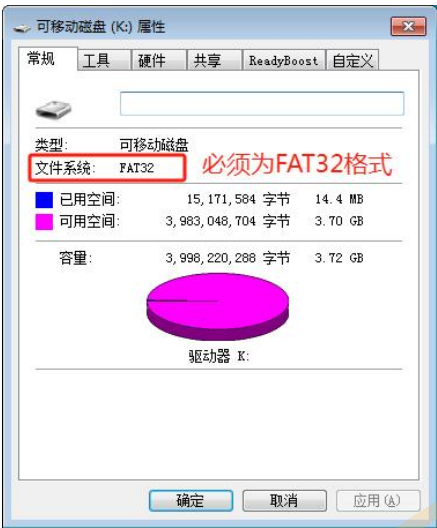 可移动磁盘 (K:) 属性
常规 工具 硬件 共享 ReadyBoost 自定义
类型: 可移动磁盘
文件系统: FAT32 必须为FAT32格式
已用空间: 15,171,584 字节 14.4 MB
可用空间: 3,983,048,704 字节 3.70 GB
容量: 3,998,220,288 字节 3.72 GB
驱动器 K:
确定 取消 应用(A)